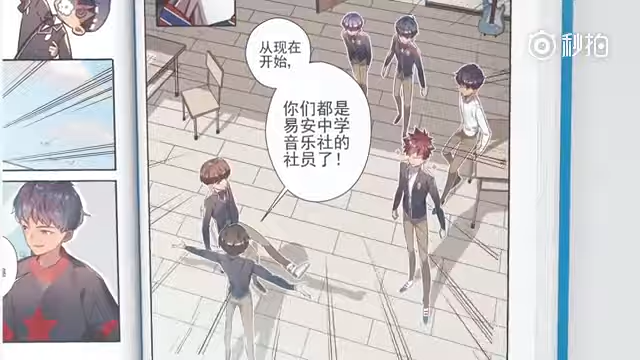 秒拍
从现在
开始,
你们都是
易安中学
音乐社的
社员了!